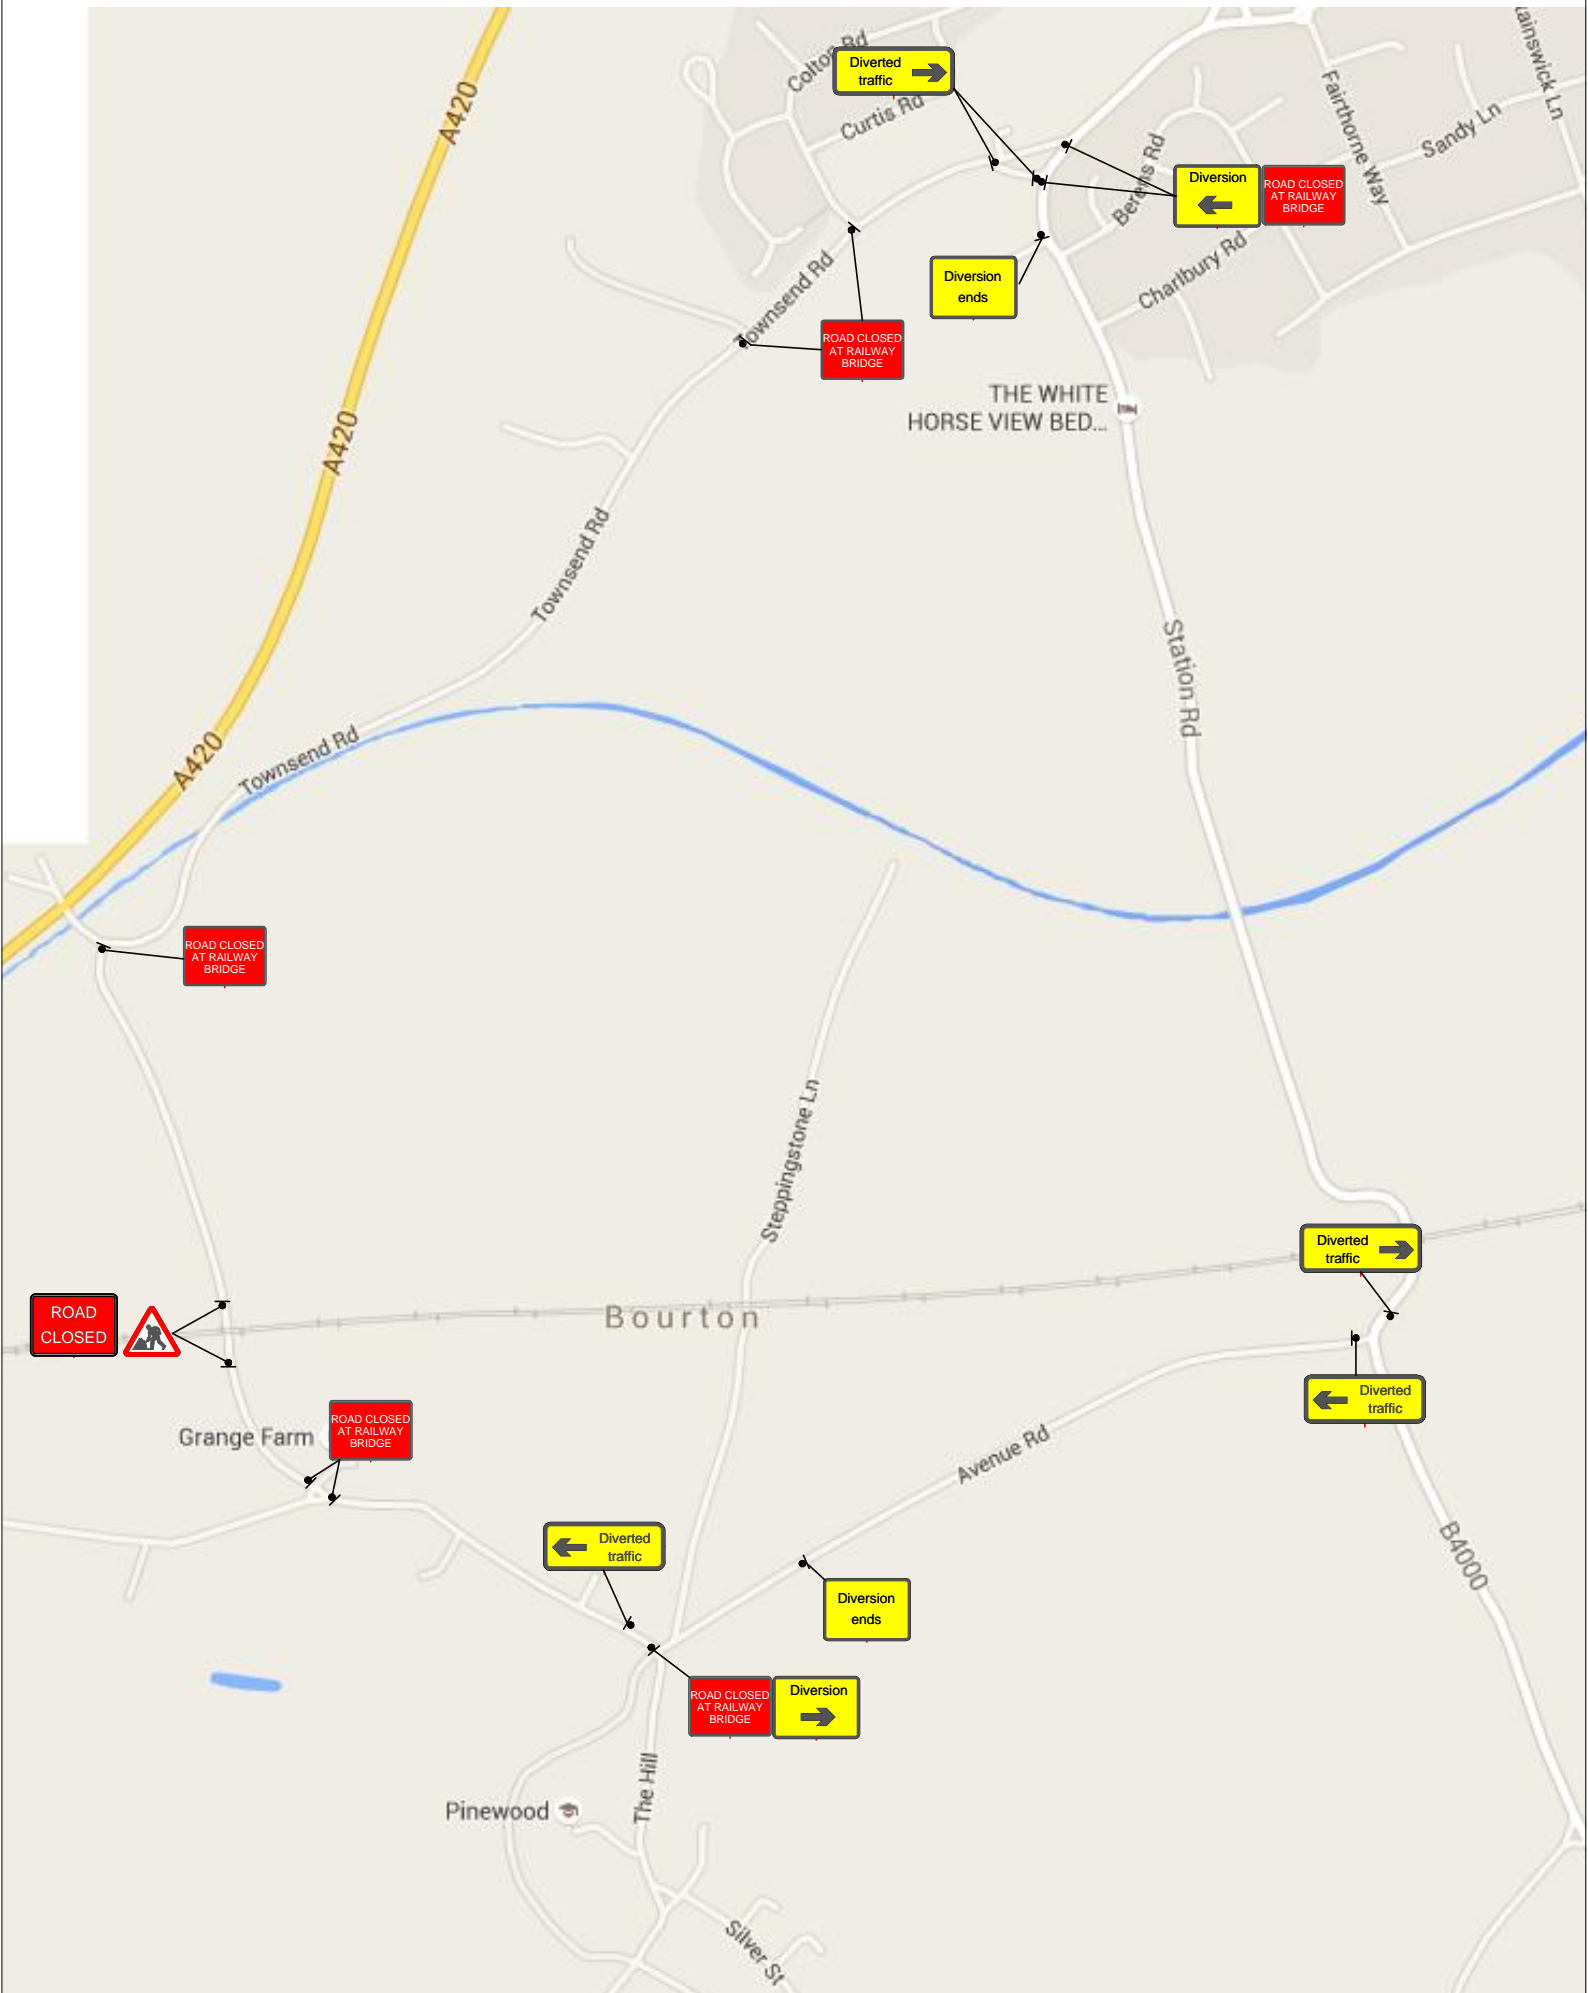 Colton Rd
Diverted
traffic
Curtis Rd
Fairthorne Way
Sandy Ln
Berens Rd
Diversion
ROAD CLOSED
AT RAILWAY
BRIDGE
Charlbury Rd
A420
Townsend Rd
Diversion
ends
ROAD CLOSED
AT RAILWAY
BRIDGE
THE WHITE
HORSE VIEW BED...
A420
Townsend Rd
Station Rd
A420
Townsend Rd
ROAD CLOSED
AT RAILWAY
BRIDGE
Steppingstone Ln
Diverted
traffic
ROAD
CLOSED
Bourton
Diverted
traffic
ROAD CLOSED
AT RAILWAY
BRIDGE
Grange Farm
Avenue Rd
Diverted
traffic
B4000
Diversion
ends
ROAD CLOSED
AT RAILWAY
BRIDGE
Diversion
The Hill
Pinewood
Silver St